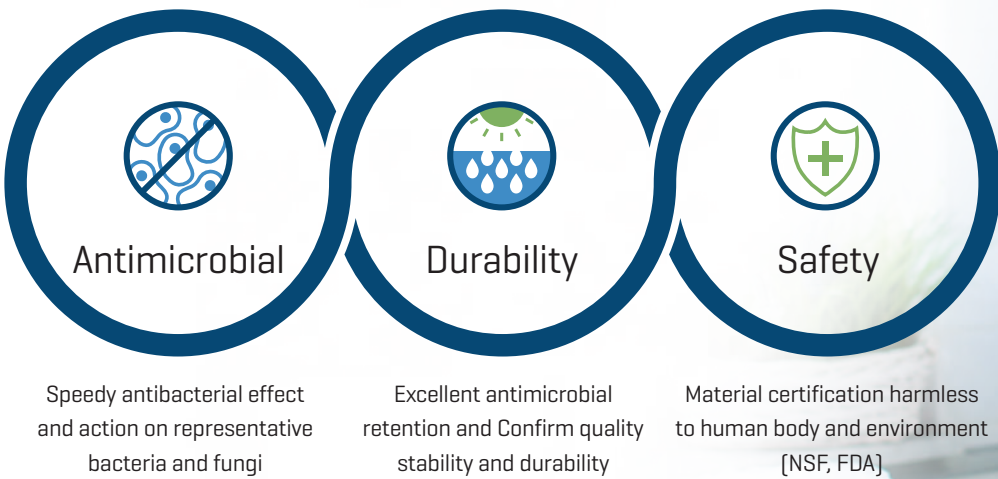 Antimicrobial
Speedy antibacterial effect
and action on representative
bacteria and fungi
Durability
Excellent antimicrobial
retention and Confirm quality
stability and durability
Safety
Material certification harmless
to human body and environment
(NSF, FDA)